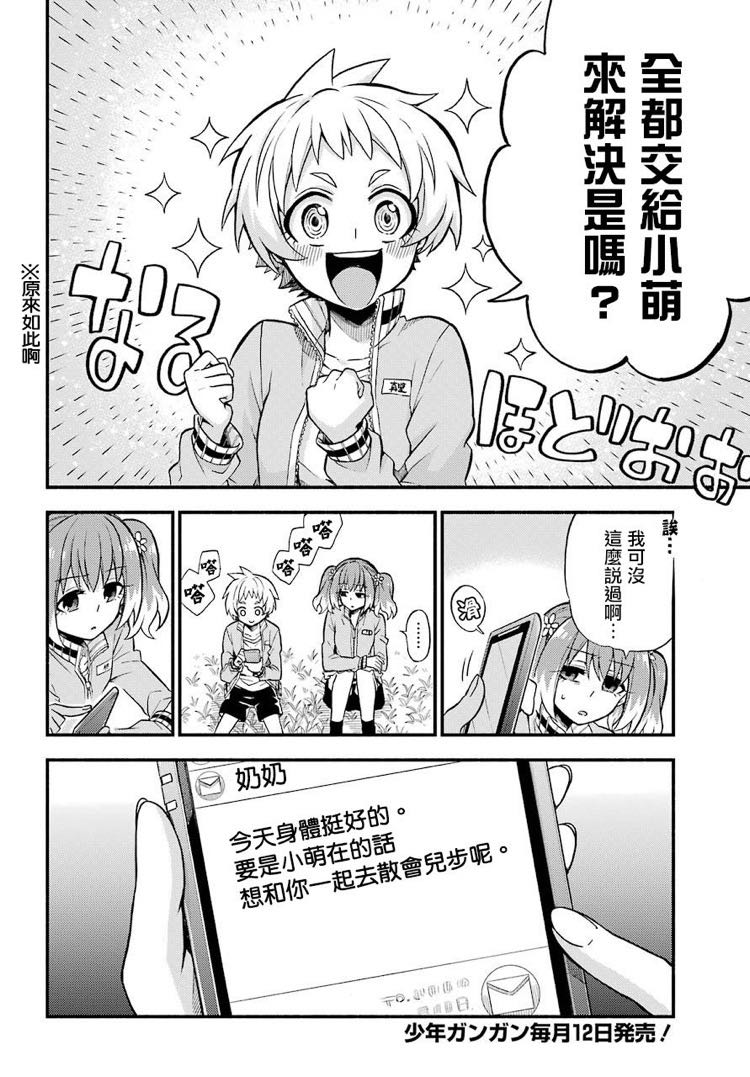 全都交給小萌
來解決是嗎？
なる
ほどりおお
※原來如此啊
誒…
我可沒
這麼説過啊…
滑
……
嗒
嗒
嗒
嗒
嗒
嗒
奶奶
今天身體挺好的。
要是小萌在的話
想和你一起去散會兒步呢。
少年ガンガン毎月12日発売！